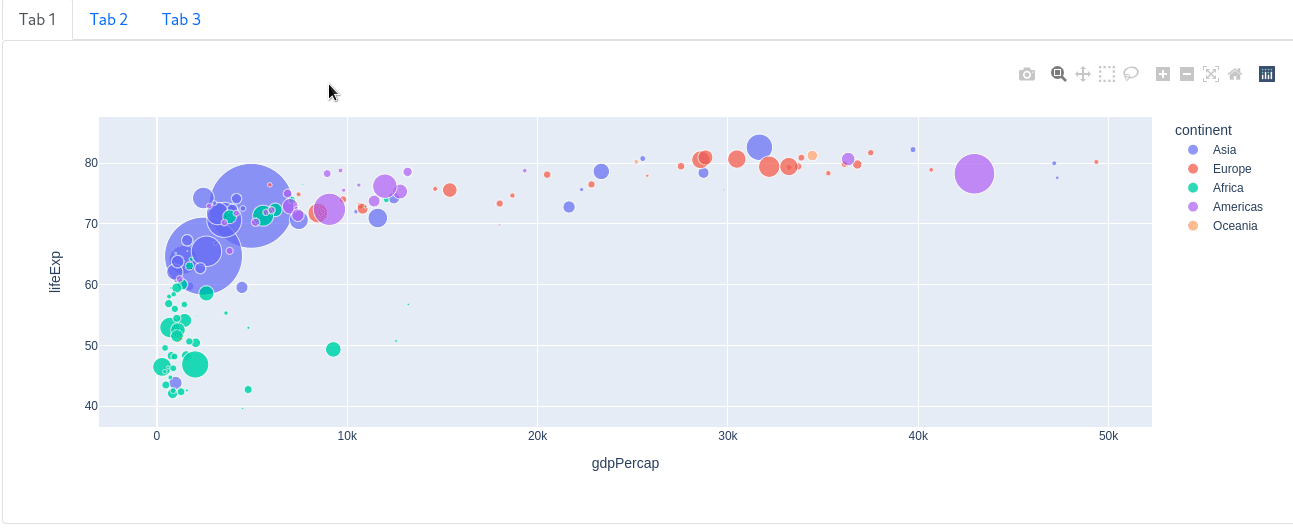 Tab 1 Tab 2 Tab 3
continent
Asia
Europe
Africa
Americas
Oceania
lifeExp
80
70
60
50
40
0 10k 20k 30k 40k 50k
gdpPercap